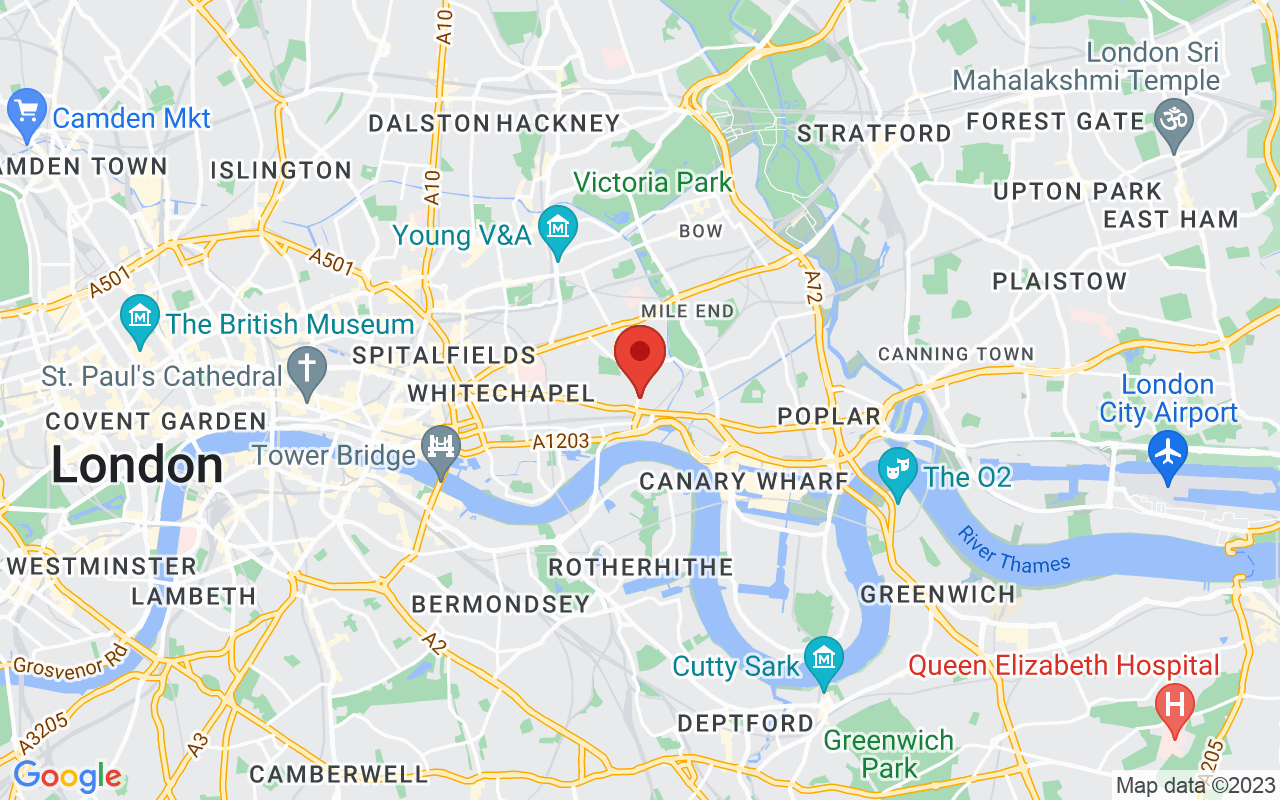 A10
London Sri
Mahalakshmi Temple
Camden Mkt
DALSTON
HACKNEY
STRATFORD
FOREST GATE
AMDEN TOWN
ISLINGTON
A10
Victoria Park
UPTON PARK
EAST HAM
Young V&A
BOW
A501
A501
A12
PLAISTOW
MILE END
The British Museum
SPITALFIELDS
CANNING TOWN
St. Paul's Cathedral
WHITECHAPEL
London
City Airport
COVENT GARDEN
POPLAR
A1203
London
Tower Bridge
CANARY WHARF
The O2
River Thames
WESTMINSTER
ROTHERHITHE
LAMBETH
BERMONDSEY
GREENWICH
A2
Grosvenor Rd
Cutty Sark
Queen Elizabeth Hospital
H
A3205
A3
DEPTFORD
Greenwich
Park
A205
Google
CAMBERWELL
Map data ©2023